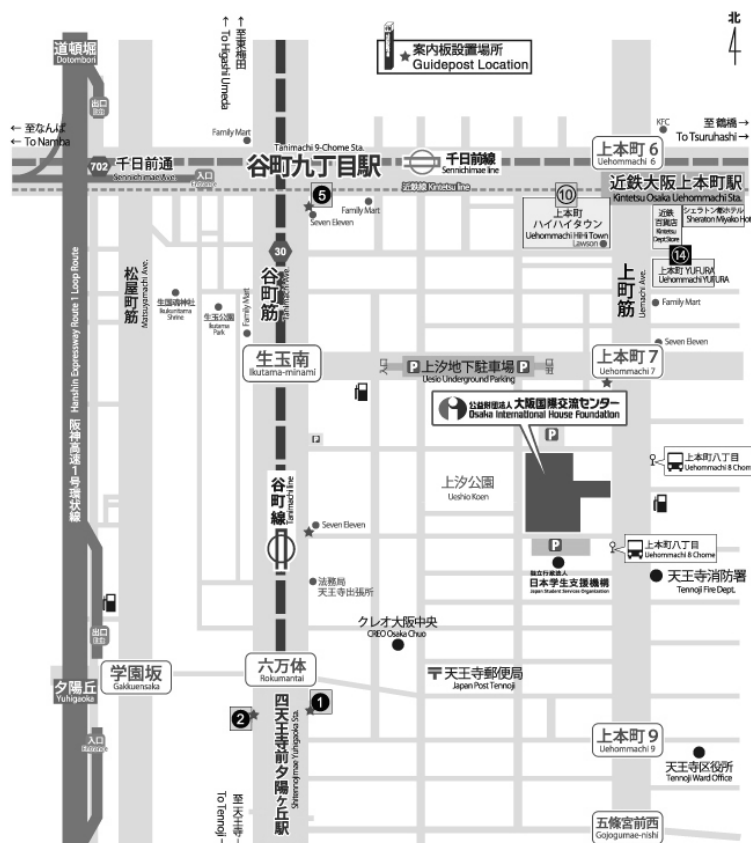 北
道頓堀
Dotombori
← 至なんば
← To Namba
出口
Exit
← 至東梅田
← To Higashi Umeda
案内板設置場所
Guidepost Location
KFC
至鶴橋 →
To Tsuruhashi →
Family Mart
Tanimachi 9-Chome Sta.
谷町九丁目駅
千日前線
Sennichimae line
上本町 6
Uehommachi 6
702
千日前通
Sennichimae Ave.
入口
Entrance
近鉄線 Kintetsu line
近鉄大阪上本町駅
Kintetsu Osaka Uehommachi Sta.
5
Seven Eleven
Family Mart
10
上本町
ハイハイタウン
Uehommachi Hi-Hi Town
Lawson
近鉄
百貨店
Kintetsu
Dept Store
シェラトン都ホテル
Sheraton Miyako Hot
14
上本町 YUFURA
Uehommachi YUFURA
Hanshin Expressway Route 1 Loop Route
阪神高速1号環状線
松屋町筋
Matsuyamachi Ave.
30
谷町筋
Tanimachi Ave.
上町筋
Uemachi Ave.
生国魂神社
Ikukunitama
Shrine
生玉公園
Ikutama
Park
Family Mart
Family Mart
Seven Eleven
生玉南
Ikutama-minami
入口
P
上汐地下駐車場
P
Uesio Underground Parking
出口
上本町 7
Uehommachi 7
公益財団法人 大阪国際交流センター
Osaka International House Foundation
P
P
上汐公園
Ueshio Koen
上本町八丁目
Uehommachi 8 Chome
谷町線
Tanimachi line
Seven Eleven
P
上本町八丁目
Uehommachi 8 Chome
独立行政法人
日本学生支援機構
Japan Student Services Organization
法務局
天王寺出張所
天王寺消防署
Tennoji Fire Dept.
クレオ大阪中央
CREO Osaka Chuo
出口
Exit
学園坂
Gakkuensaka
六万体
Rokumantai
天王寺郵便局
Japan Post Tennoji
夕陽丘
Yuhigaoka
入口
Entrance
2
1
四天王寺前夕陽ヶ丘駅
Shitennojimae Yuhigaoka Sta.
上本町 9
Uehommachi 9
天王寺区役所
Tennoji Ward Office
至天王寺
To Tennoji
五條宮前西
Gojogumae-nishi